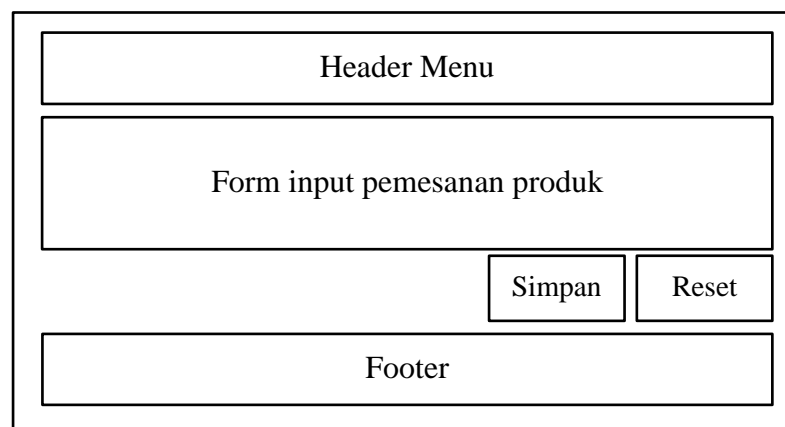 Header Menu
Form input pemesanan produk
Simpan
Reset
Footer